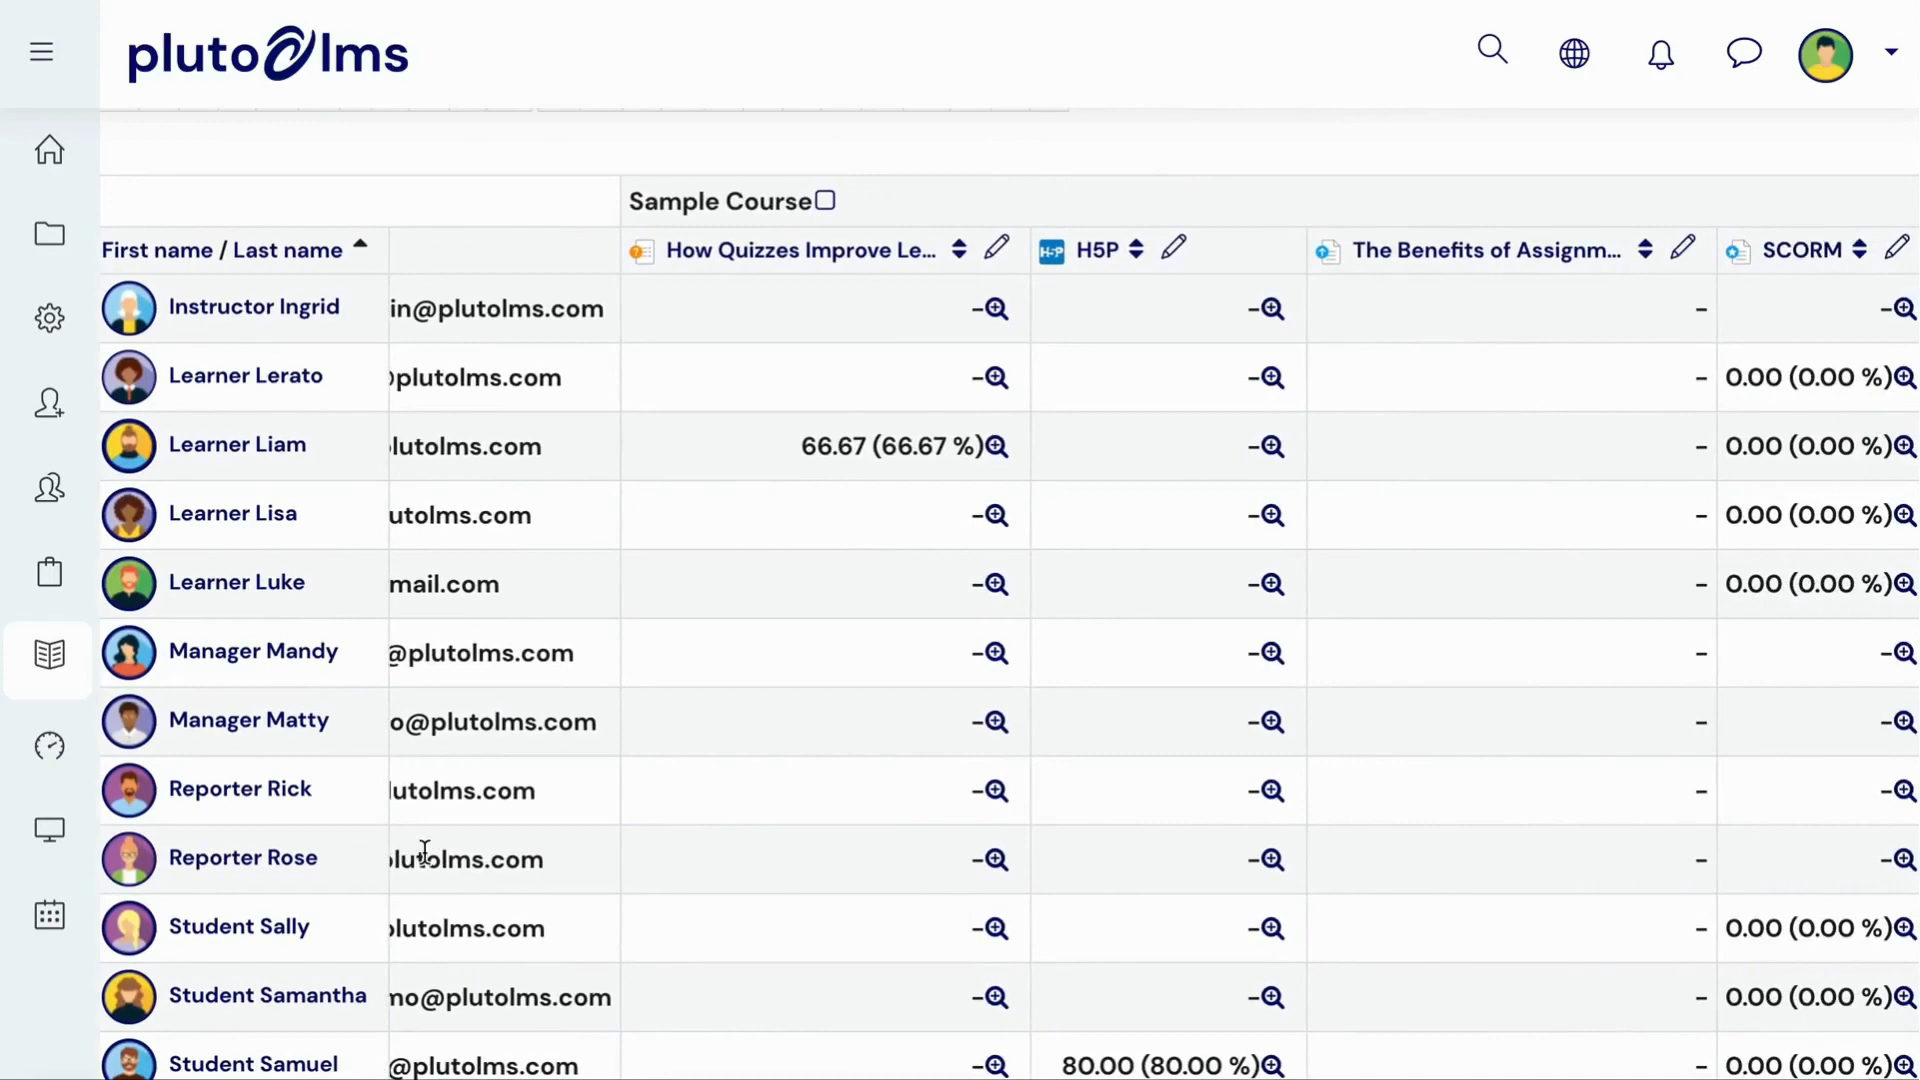 plutolms
Sample Course
First name / Last name How Quizzes Improve Le... H5P The Benefits of Assignm... SCORM
Instructor Ingrid in@plutolms.com - - - -
Learner Lerato @plutolms.com - - - 0.00 (0.00 %)
Learner Liam lutolms.com 66.67 (66.67 %) - - 0.00 (0.00 %)
Learner Lisa utolms.com - - - 0.00 (0.00 %)
Learner Luke mail.com - - - 0.00 (0.00 %)
Manager Mandy @plutolms.com - - - -
Manager Matty o@plutolms.com - - - -
Reporter Rick lutolms.com - - - -
Reporter Rose plutolms.com - - - -
Student Sally plutolms.com - - - 0.00 (0.00 %)
Student Samantha mo@plutolms.com - - - 0.00 (0.00 %)
Student Samuel @plutolms.com - 80.00 (80.00 %) - 0.00 (0.00 %)